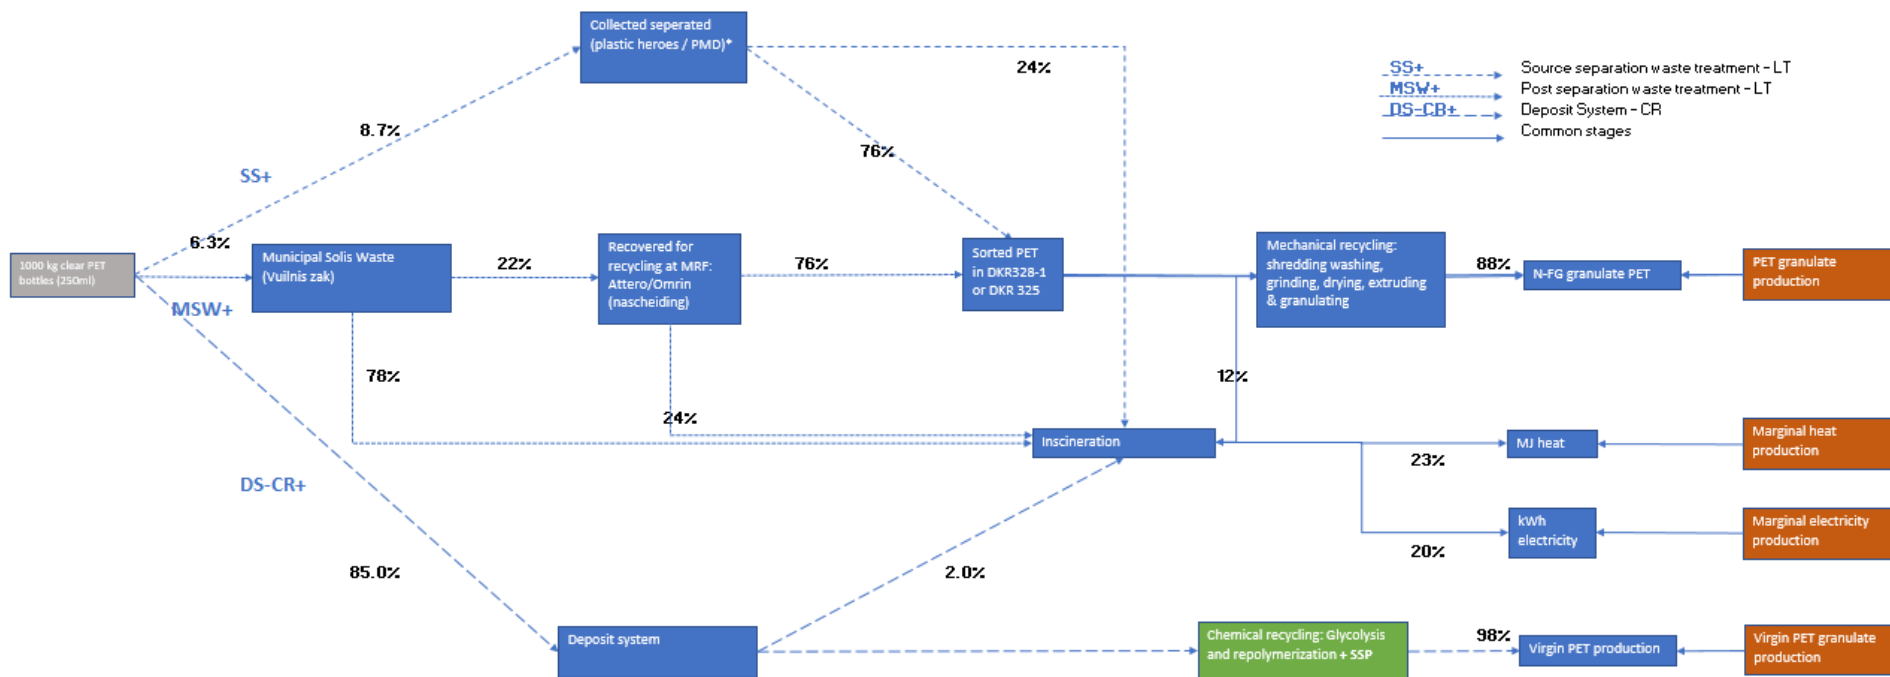 Collected seperated
(plastic heroes / PMD)*
24%
SS+
Source separation waste treatment - LT
MSW+
Post separation waste treatment - LT
DS-CR+
Deposit System - CR
Common stages
8.7%
76%
SS+
6.3%
1000 kg clear PET
bottles (250ml)
Municipal Solis Waste
(Vuilnis zak)
22%
Recovered for
recycling at MRF:
Attero/Omrin
(nascheiding)
76%
Sorted PET
in DKR328-1
or DKR 325
Mechanical recycling:
shredding washing,
grinding, drying, extruding
& granulating
88%
N-FG granulate PET
PET granulate
production
MSW+
78%
24%
12%
Inscineration
23%
MJ heat
Marginal heat
production
DS-CR+
20%
kWh
electricity
Marginal electricity
production
85.0%
2.0%
Deposit system
Chemical recycling: Glycolysis
and repolymerization + SSP
98%
Virgin PET production
Virgin PET granulate
production